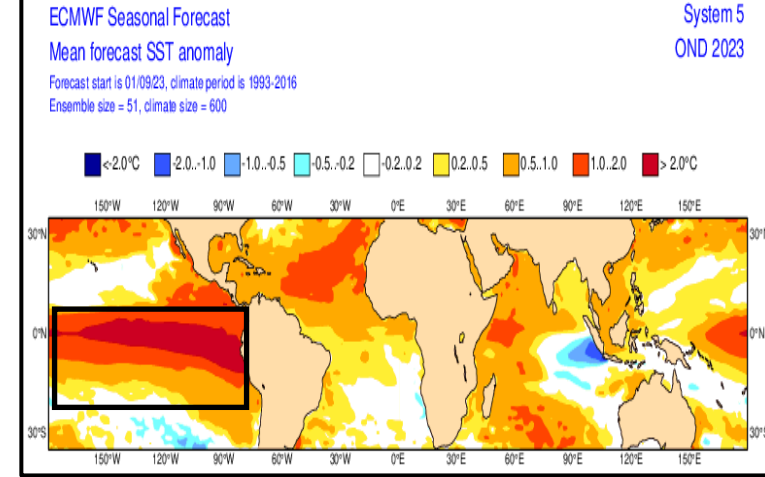 ECMWF Seasonal Forecast
System 5
Mean forecast SST anomaly
OND 2023
Forecast start is 01/09/23, climate period is 1993-2016
Ensemble size = 51, climate size = 600
<-2.0°C -2.0..-1.0 -1.0..-0.5 -0.5..-0.2 -0.2..0.2 0.2..0.5 0.5..1.0 1.0..2.0 > 2.0°C
150°W 120°W 90°W 60°W 30°W 0°E 30°E 60°E 90°E 120°E 150°E
30°N 30°N
0°N 0°N
30°S 30°S
150°W 120°W 90°W 60°W 30°W 0°E 30°E 60°E 90°E 120°E 150°E